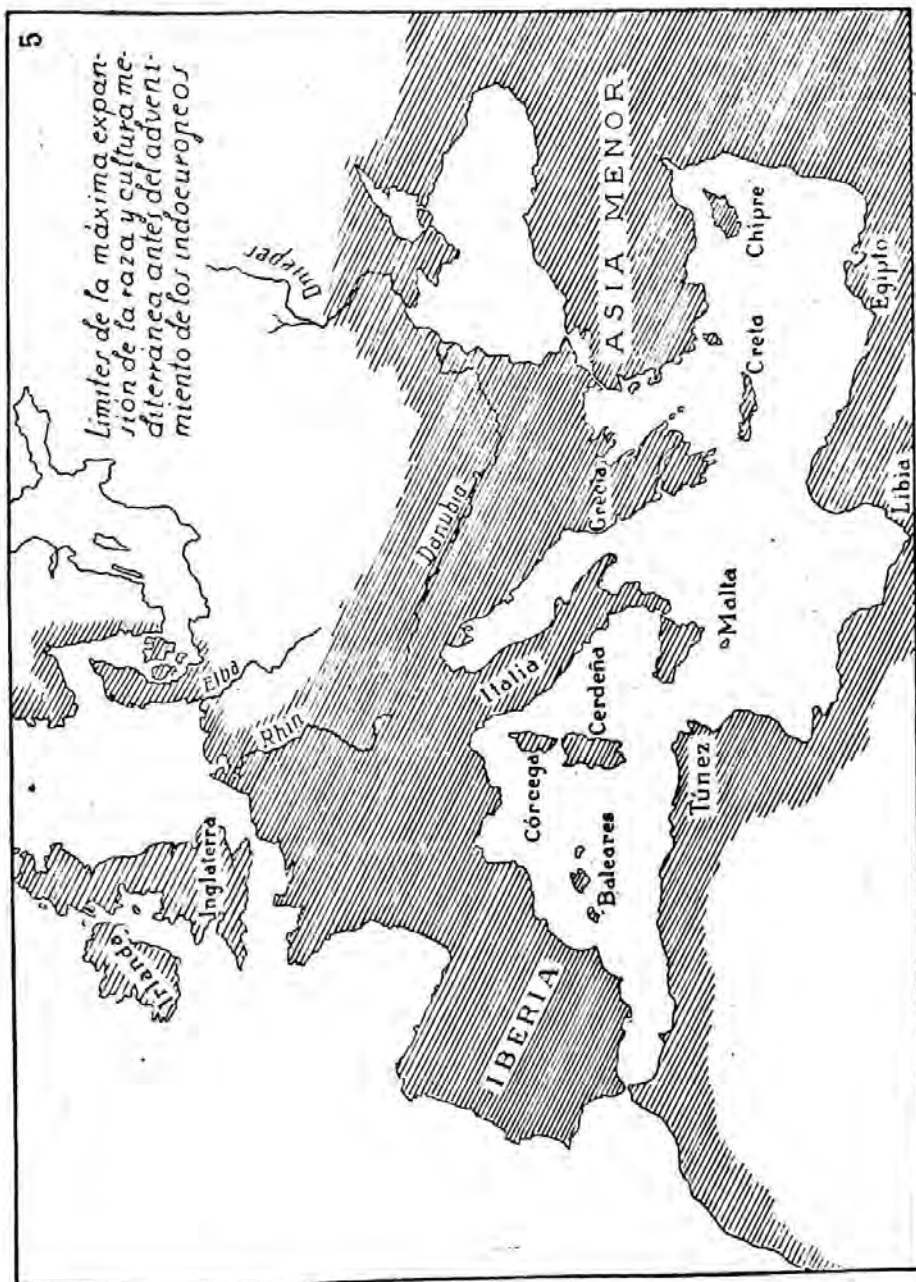 5
Límites de la máxima expan-
sión de la raza y cultura me-
diterránea antes del adveni-
miento de los indoeuropeos
Dnieper
Irlanda
Inglaterra
Elba
Rhin
Danubio
ASIA MENOR
IBERIA
Córcega
Cerdeña
Baleares
Italia
Grecia
Creta
Chipre
Malta
Túnez
Libia
Egipto